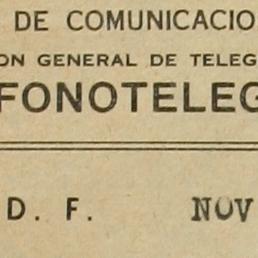 DE COMUNICACIO
ON GENERAL DE TELEG
FONOTELEG
D. F. NOV